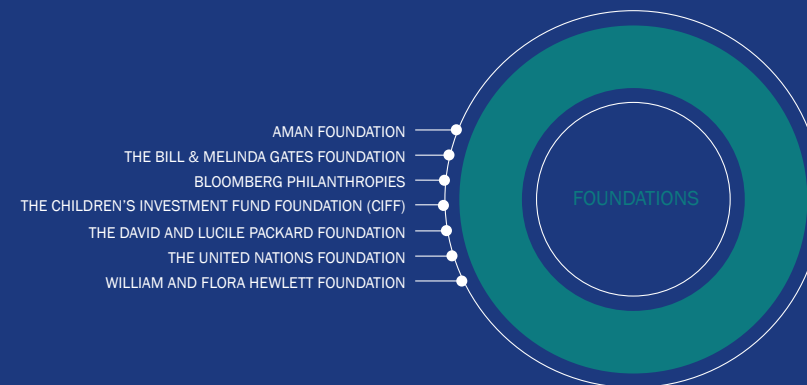 AMAN FOUNDATION
THE BILL & MELINDA GATES FOUNDATION
BLOOMBERG PHILANTHROPIES
THE CHILDREN’S INVESTMENT FUND FOUNDATION (CIFF)
THE DAVID AND LUCILE PACKARD FOUNDATION
THE UNITED NATIONS FOUNDATION
WILLIAM AND FLORA HEWLETT FOUNDATION
FOUNDATIONS